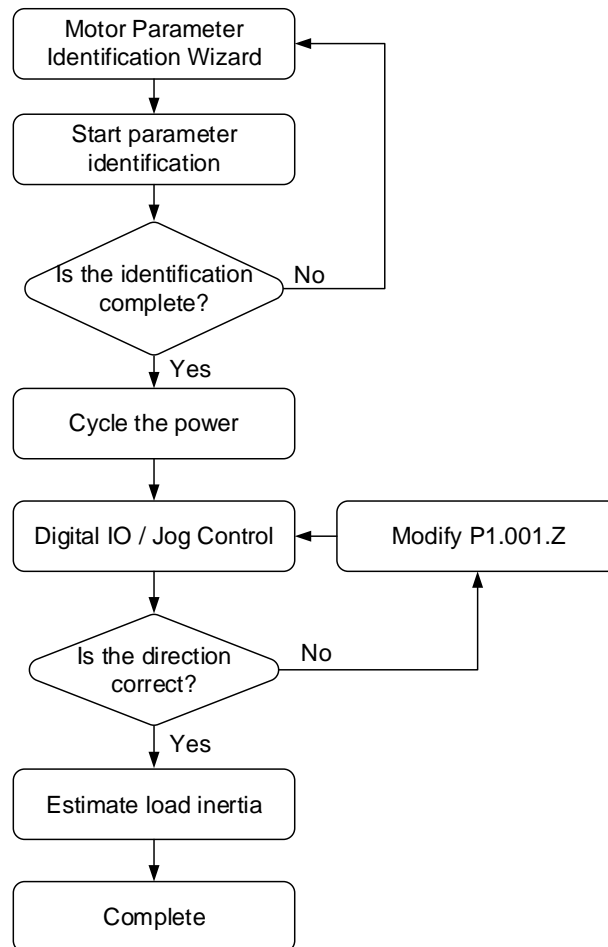 Motor Parameter
Identification Wizard
Start parameter
identification
Is the identification
complete?
No
Yes
Cycle the power
Digital IO / Jog Control
Modify P1.001.Z
Is the direction
correct?
No
Yes
Estimate load inertia
Complete